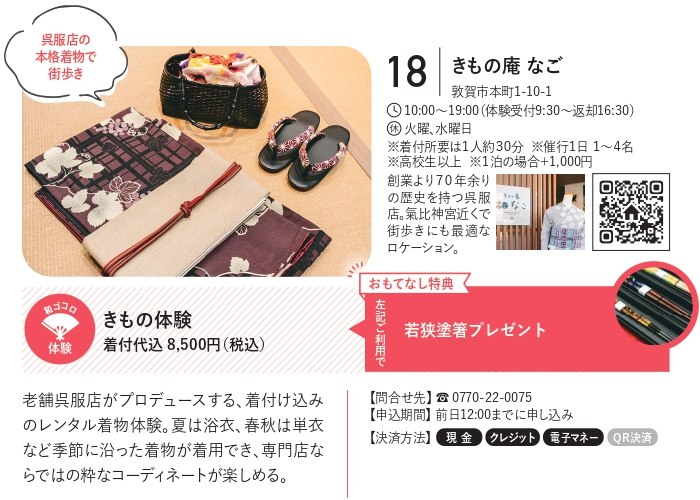 呉服店の
本格着物で
街歩き
18
きもの庵 なご
敦賀市本町1-10-1
10:00〜19:00（体験受付9:30〜返却16:30）
休 火曜、水曜日
※着付所要は1人約30分 ※催行1日 1〜4名
※高校生以上 ※1泊の場合+1,000円
創業より70年余り
の歴史を持つ呉服
店。氣比神宮近くで
街歩きにも最適な
ロケーション。
おもてなし特典
和ゴコロ
体験
きもの体験
着付代込 8,500円（税込）
左記ご利用で
若狭塗箸プレゼント
老舗呉服店がプロデュースする、着付け込み
のレンタル着物体験。夏は浴衣、春秋は単衣
など季節に沿った着物が着用でき、専門店な
らではの粋なコーディネートが楽しめる。
【問合せ先】☎ 0770-22-0075
【申込期間】前日12:00までに申し込み
【決済方法】現 金 クレジット 電子マネー QR決済